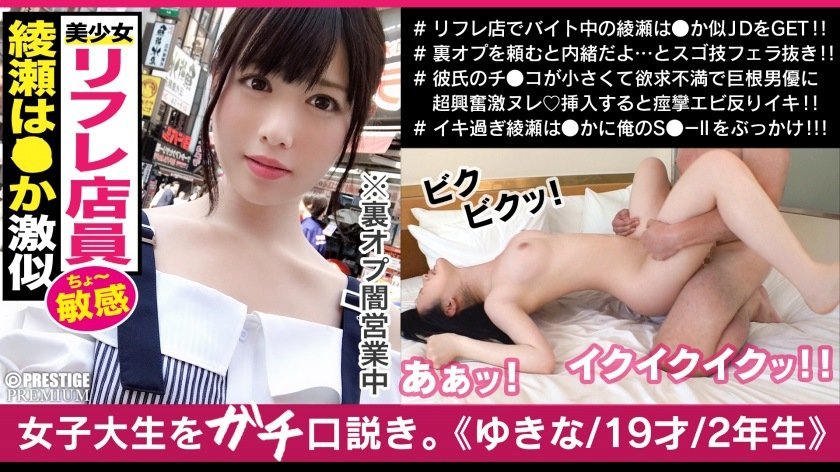 綾瀬は●か激似
美少女
リフレ店員
ちょ～
敏感
※裏オプ闇営業中
PRESTIGE
PREMIUM
# リフレ店でバイト中の綾瀬は●か似JDをGET!!
# 裏オプを頼むと内緒だよ…とスゴ技フェラ抜き!!
# 彼氏のチ●コが小さくて欲求不満で巨根男優に
超興奮激ヌレ♡挿入すると痙攣エビ反りイキ!!
# イキ過ぎ綾瀬は●かに俺のS●ーⅡをぶっかけ!!!
ビク
ビクッ!
あぁッ!
イクイクイクッ!!
女子大生をガチ口説き。《ゆきな/19才/2年生》